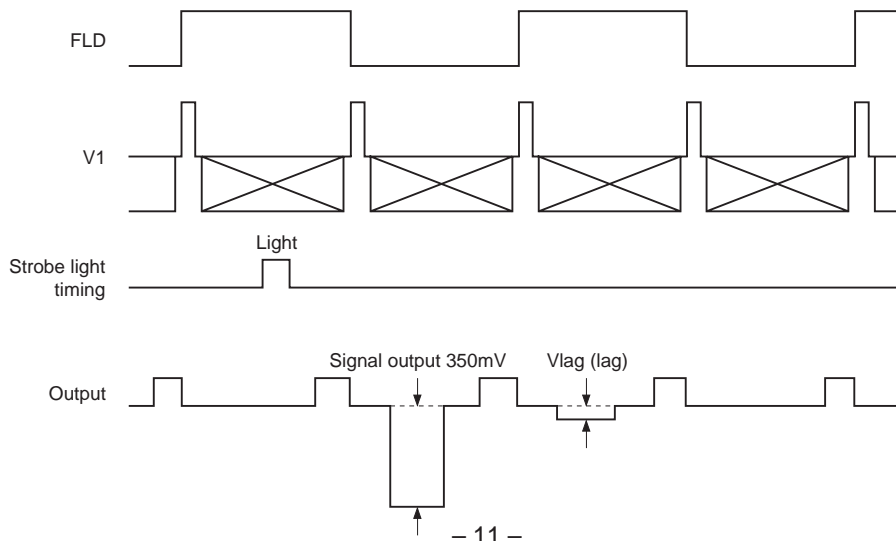 FLD
V1
Light
Strobe light
timing
Signal output 350mV
Vlag (lag)
Output
– 11 –